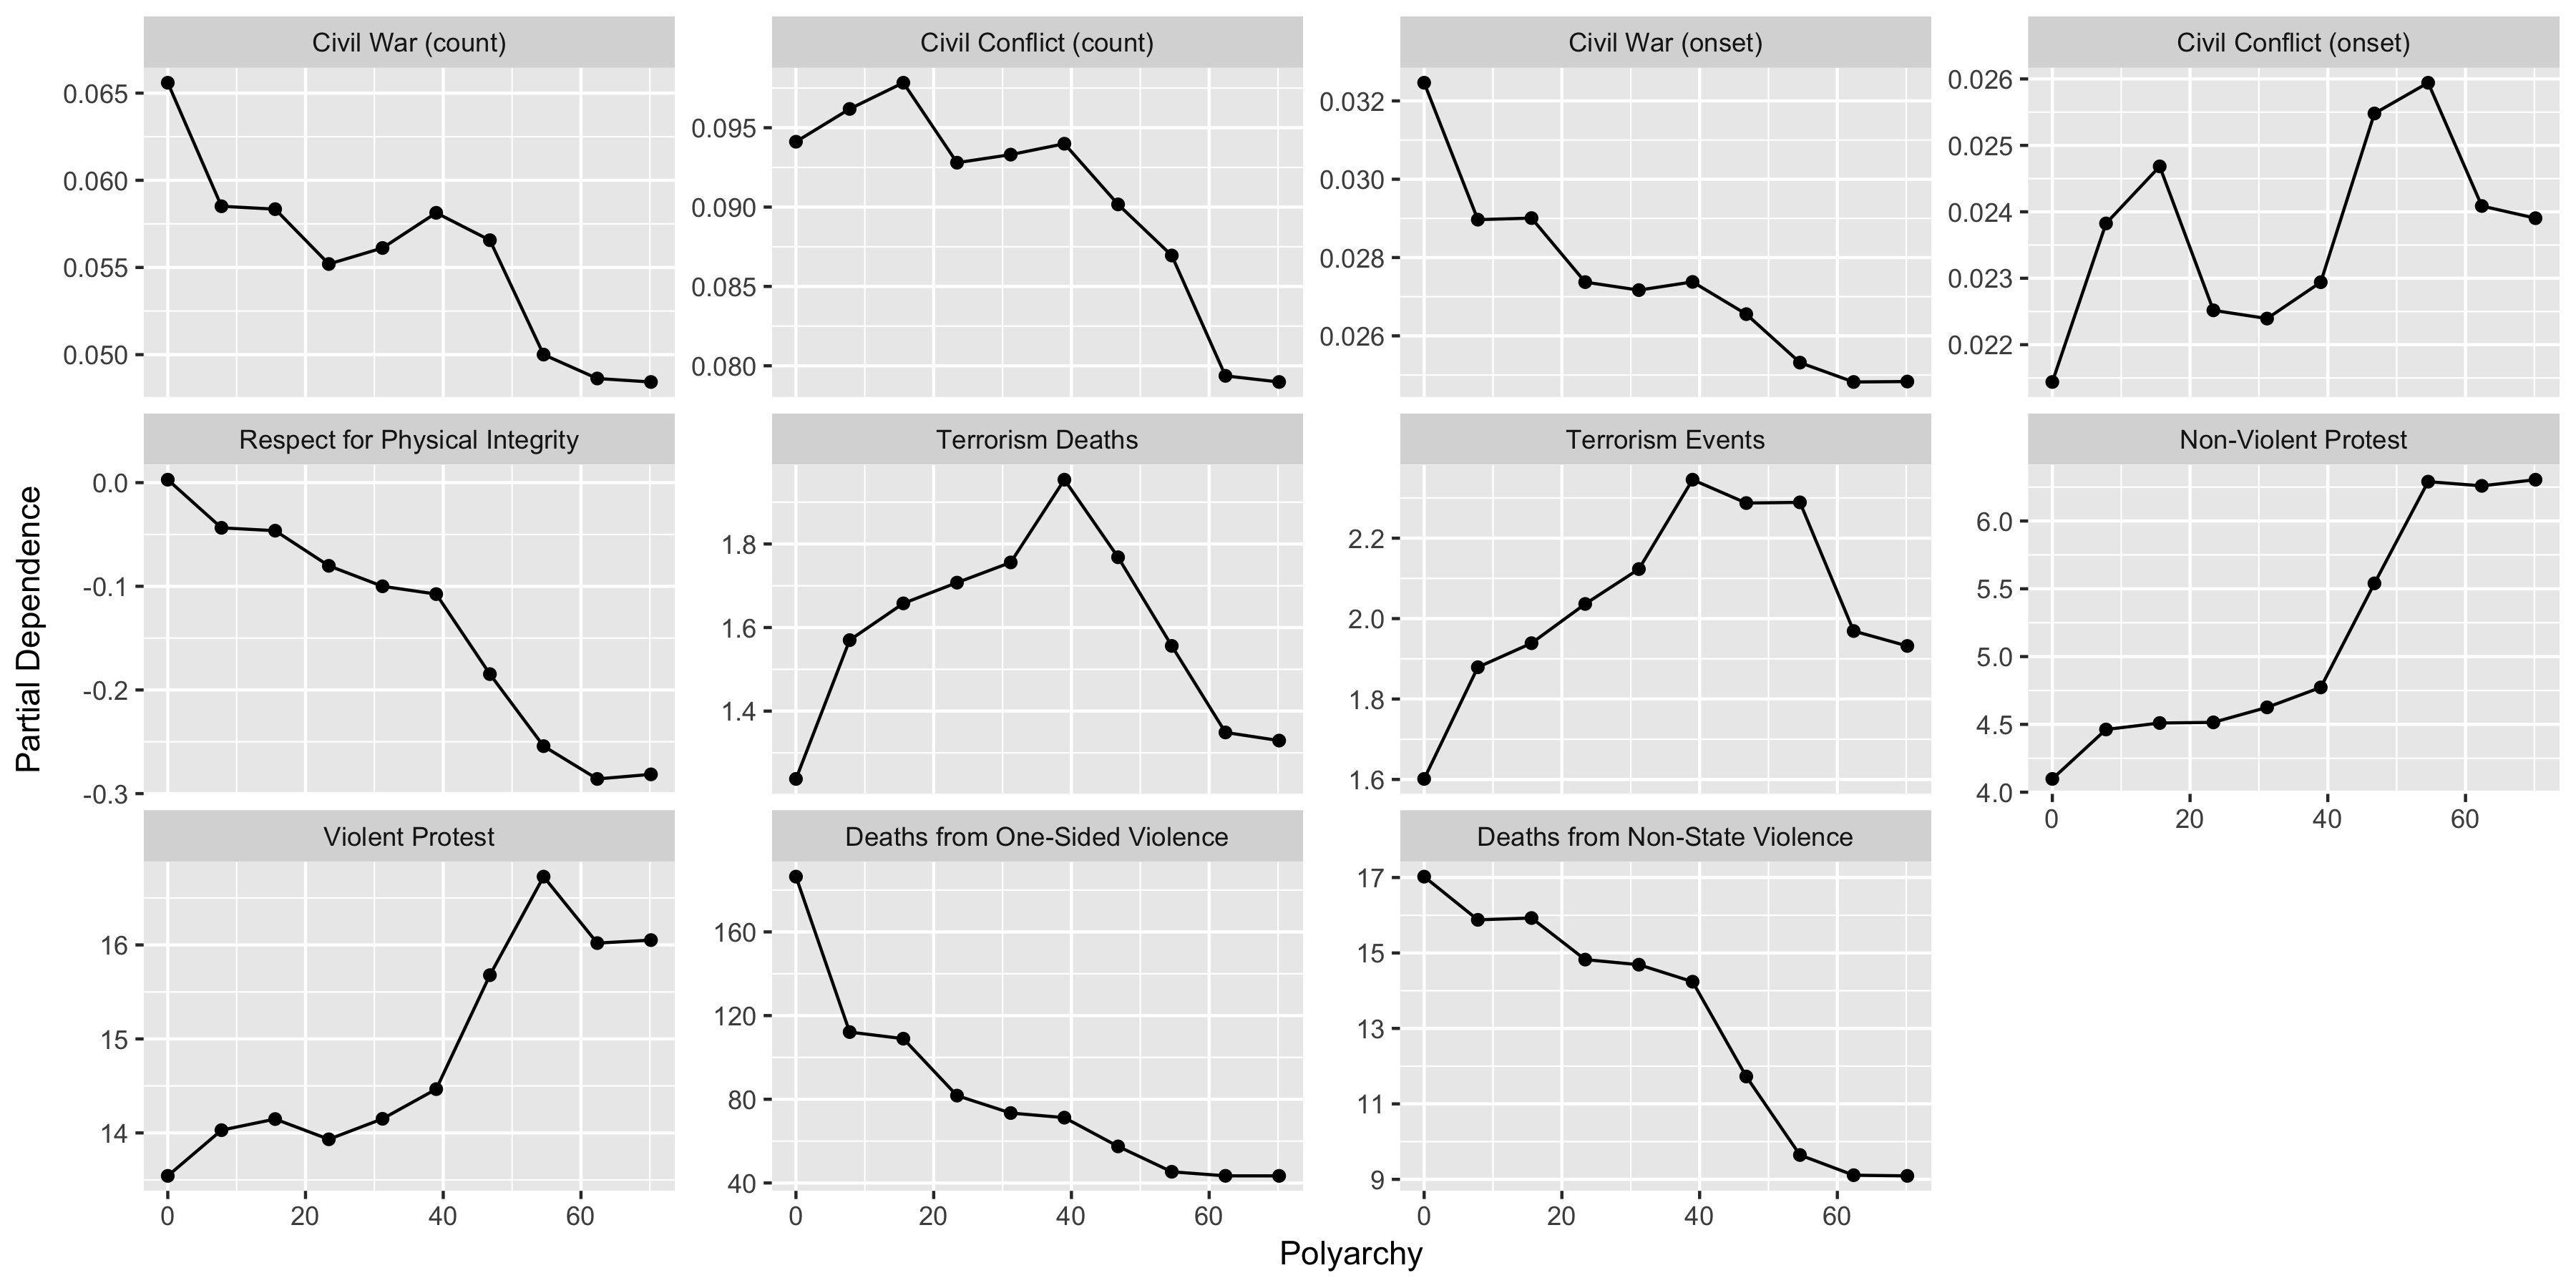 Civil War (count)
Civil Conflict (count)
Civil War (onset)
Civil Conflict (onset)
0.065
0.060
0.055
0.050
0.095
0.090
0.085
0.080
0.032
0.030
0.028
0.026
0.026
0.025
0.024
0.023
0.022
Respect for Physical Integrity
Terrorism Deaths
Terrorism Events
Non-Violent Protest
0.0
-0.1
-0.2
-0.3
1.8
1.6
1.4
2.2
2.0
1.8
1.6
6.0
5.5
5.0
4.5
4.0
0 20 40 60
Violent Protest
Deaths from One-Sided Violence
Deaths from Non-State Violence
16
15
14
160
120
80
40
17
15
13
11
9
0 20 40 60
0 20 40 60
0 20 40 60
Partial Dependence
Polyarchy